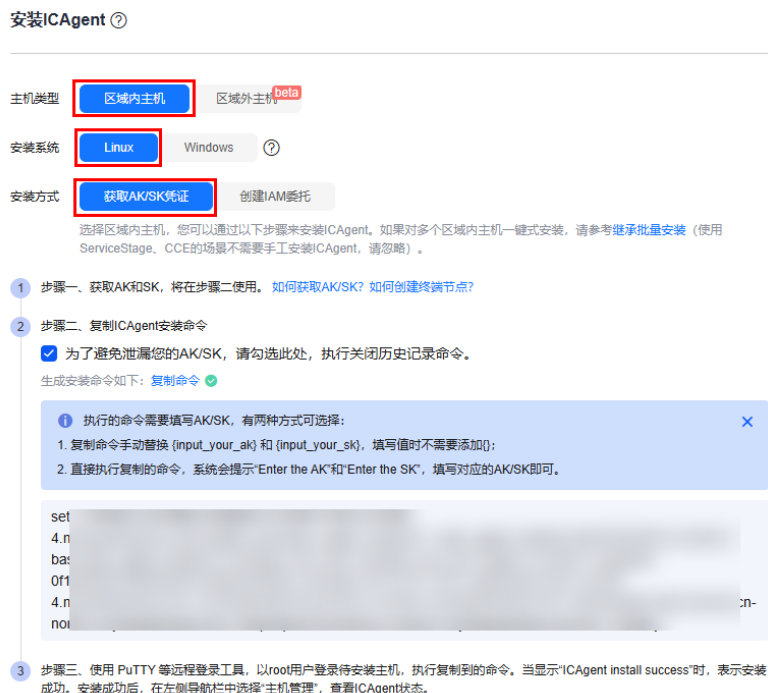 安装ICAgent ?
主机类型 区域内主机 区域外主机 beta
安装系统 Linux Windows ?
安装方式 获取AK/SK凭证 创建IAM委托
选择区域内主机，您可以通过以下步骤来安装ICAgent。如果对多个区域内主机一键式安装，请参考继承批量安装（使用
ServiceStage、CCE的场景不需要手工安装ICAgent，请忽略）。
1 步骤一、获取AK和SK，将在步骤二使用。 如何获取AK/SK? 如何创建终端节点?
2 步骤二、复制ICAgent安装命令
为了避免泄漏您的AK/SK，请勾选此处，执行关闭历史记录命令。
生成安装命令如下：复制命令
执行的命令需要填写AK/SK，有两种方式可选择：
1. 复制命令手动替换 {input_your_ak} 和 {input_your_sk}，填写值时不需要添加{};
2. 直接执行复制的命令，系统会提示“Enter the AK”和“Enter the SK”，填写对应的AK/SK即可。
set
4.n
bas
0f1
4.n cn-
nor
3 步骤三、使用 PuTTY 等远程登录工具，以root用户登录待安装主机，执行复制到的命令。当显示“ICAgent install success”时，表示安装
成功。安装成功后，在左侧导航栏中选择“主机管理”，查看ICAgent状态。